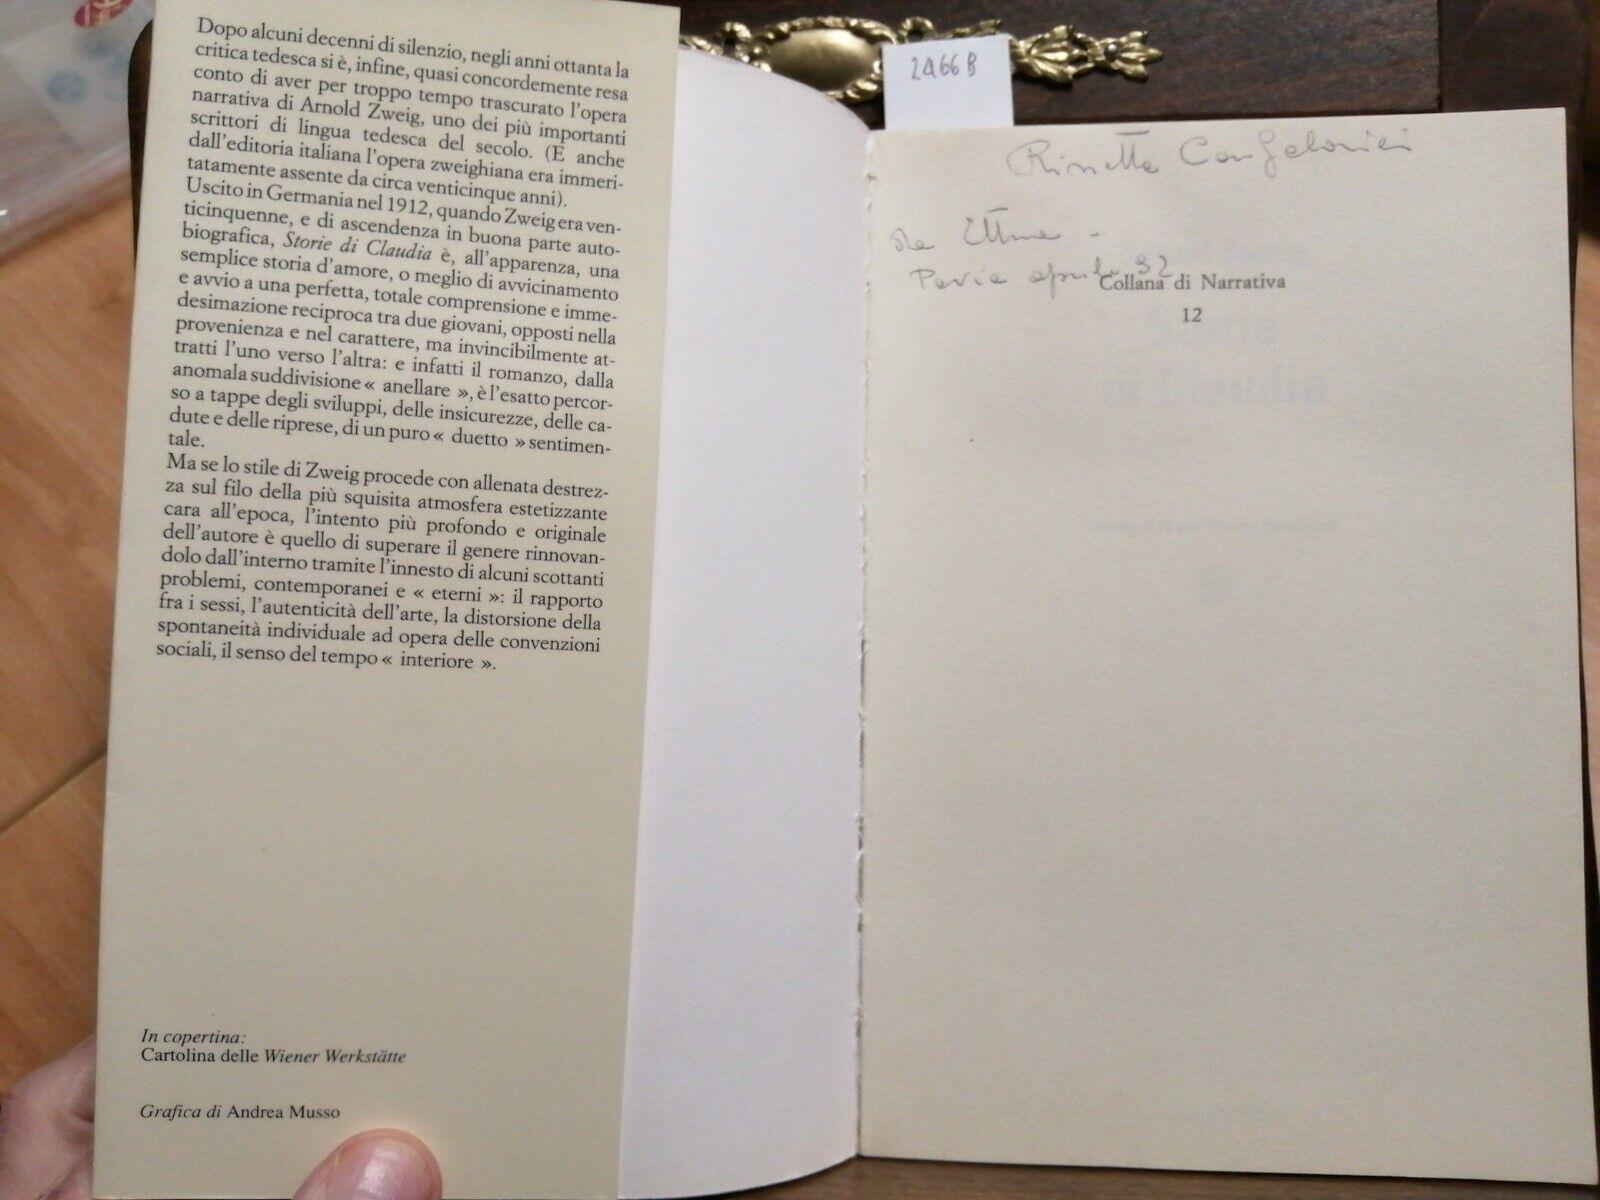 Dopo alcuni decenni di silenzio, negli anni ottanta la
critica tedesca si è, infine, quasi concordemente resa
conto di aver per troppo tempo trascurato l'opera
narrativa di Arnold Zweig, uno dei più importanti
scrittori di lingua tedesca del secolo. (E anche
dall'editoria italiana l'opera zweighiana era immeri-
tatamente assente da circa venticinque anni).
Uscito in Germania nel 1912, quando Zweig era ven-
ticinquenne, e di ascendenza in buona parte auto-
biografica, Storie di Claudia è, all'apparenza, una
semplice storia d'amore, o meglio di avvicinamento
e avvio a una perfetta, totale comprensione e imme-
desimazione reciproca tra due giovani, opposti nella
provenienza e nel carattere, ma invincibilmente at-
tratti l'uno verso l'altra: e infatti il romanzo, dalla
anomala suddivisione « anellare », è l'esatto percor-
so a tappe degli sviluppi, delle insicurezze, delle ca-
dute e delle riprese, di un puro « duetto » sentimen-
tale.
Ma se lo stile di Zweig procede con allenata destrez-
za sul filo della più squisita atmosfera estetizzante
cara all'epoca, l'intento più profondo e originale
dell'autore è quello di superare il genere rinnovan-
dolo dall'interno tramite l'innesto di alcuni scottanti
problemi, contemporanei e « eterni »: il rapporto
fra i sessi, l'autenticità dell'arte, la distorsione della
spontaneità individuale ad opera delle convenzioni
sociali, il senso del tempo « interiore ».
In copertina:
Cartolina delle Wiener Werkstätte
Grafica di Andrea Musso
2466B
da
Pavia
Collana di Narrativa
12